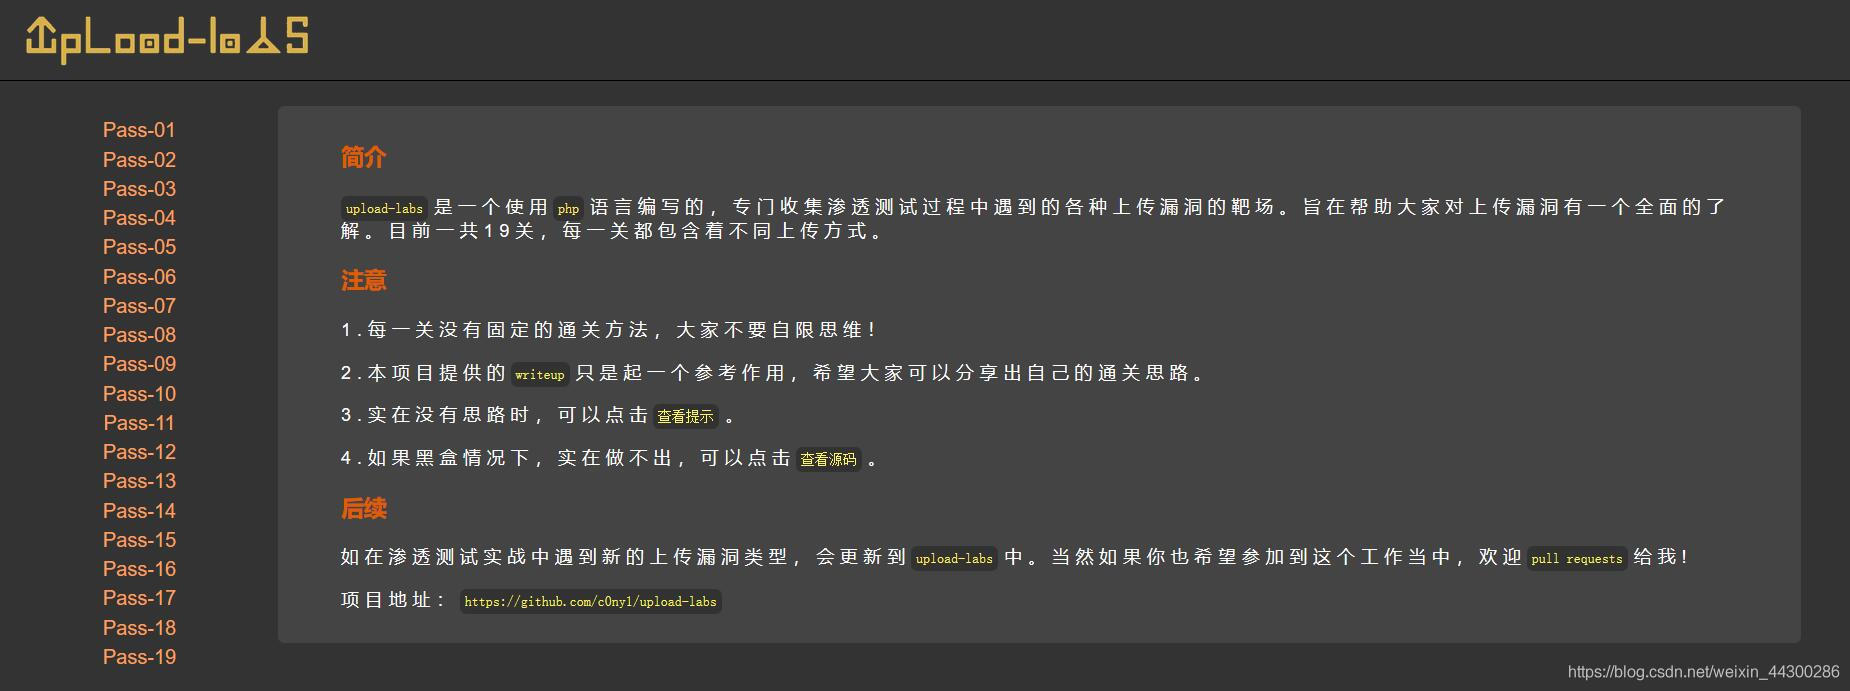 upLoad-labs
Pass-01
Pass-02
Pass-03
Pass-04
Pass-05
Pass-06
Pass-07
Pass-08
Pass-09
Pass-10
Pass-11
Pass-12
Pass-13
Pass-14
Pass-15
Pass-16
Pass-17
Pass-18
Pass-19
简介
upload-labs 是一个使用 php 语言编写的，专门收集渗透测试过程中遇到的各种上传漏洞的靶场。旨在帮助大家对上传漏洞有一个全面的了
解。目前一共19关，每一关都包含着不同上传方式。
注意
1.每一关没有固定的通关方法，大家不要自限思维！
2.本项目提供的 writeup 只是起一个参考作用，希望大家可以分享出自己的通关思路。
3.实在没有思路时，可以点击 查看提示 。
4.如果黑盒情况下，实在做不出，可以点击 查看源码 。
后续
如在渗透测试实战中遇到新的上传漏洞类型，会更新到 upload-labs 中。当然如果你也希望参加到这个工作当中，欢迎 pull requests 给我！
项目地址： https://github.com/c0ny1/upload-labs
https://blog.csdn.net/weixin_44300286